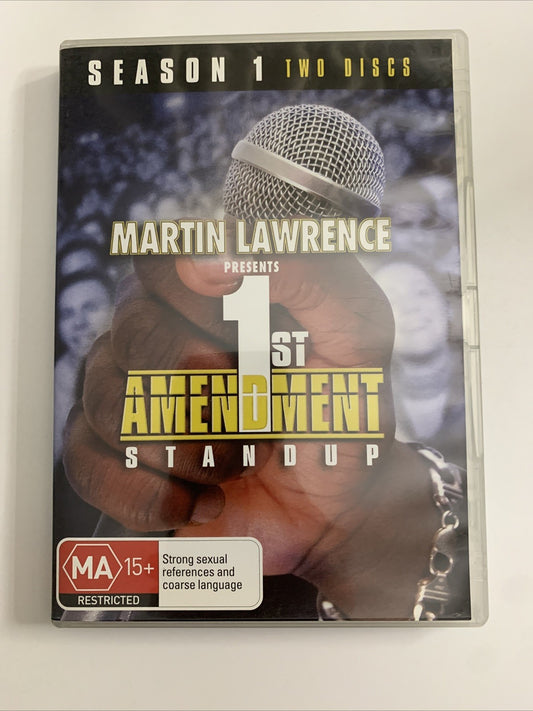 SEASON 1 TWO DISCS
MARTIN LAWRENCE
PRESENTS
1ST
AMENDMENT
STANDUP
MA 15+
RESTRICTED
Strong sexual
references and
coarse language